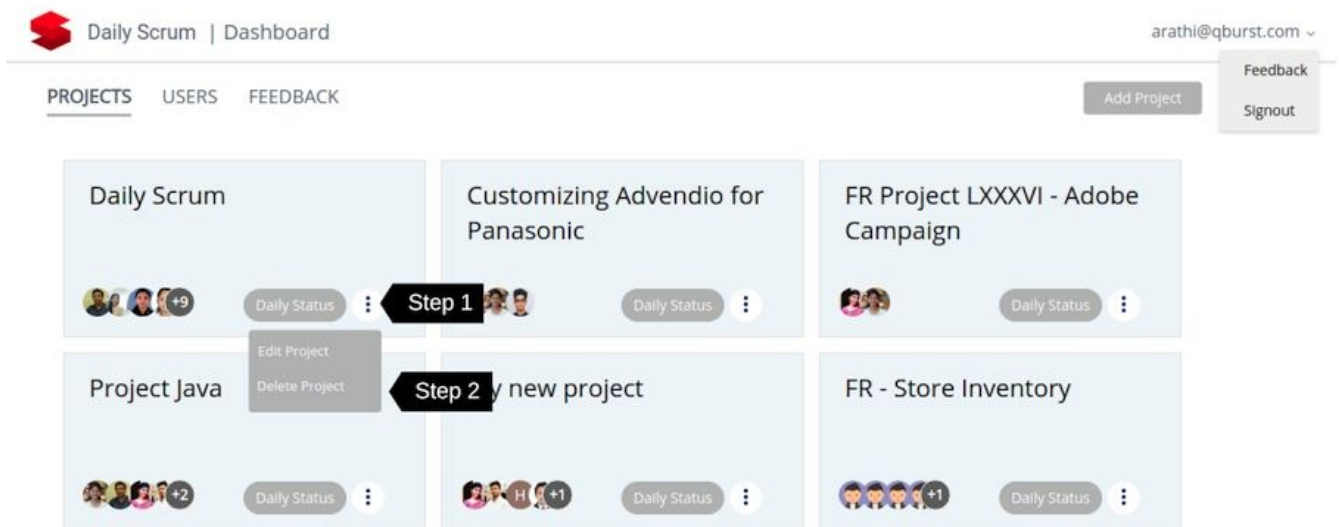 Daily Scrum | Dashboard
arathi@qburst.com
Feedback
Signout
PROJECTS USERS FEEDBACK
Add Project
Daily Scrum
+9
Daily Status
Step 1
Edit Project
Delete Project
Step 2
Customizing Advendio for
Panasonic
Daily Status
FR Project LXXXVI - Adobe
Campaign
Daily Status
Project Java
+2
Daily Status
y new project
H
+1
Daily Status
FR - Store Inventory
+1
Daily Status